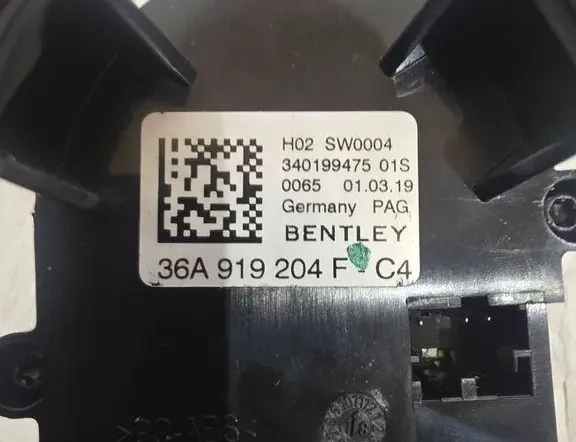 H02 SW0004
340199475 01S
0065 01.03.19
Germany PAG
BENTLEY
36A 919 204 F - C4